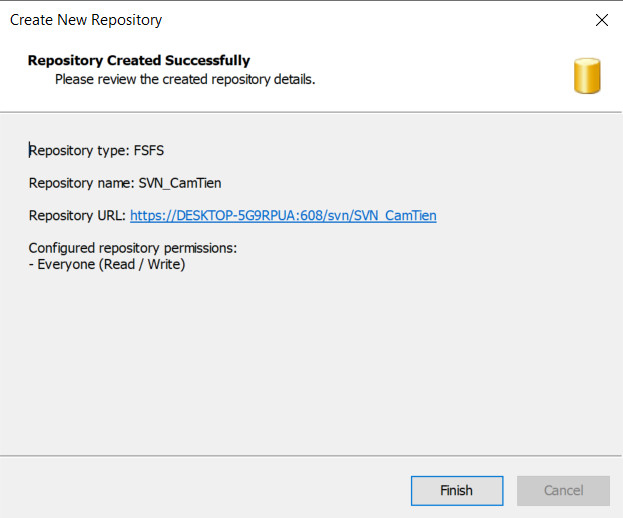 Create New Repository
Repository Created Successfully
Please review the created repository details.
Repository type: FSFS
Repository name: SVN_CamTien
Repository URL: https://DESKTOP-5G9RPUA:608/svn/SVN_CamTien
Configured repository permissions:
- Everyone (Read / Write)
Finish
Cancel